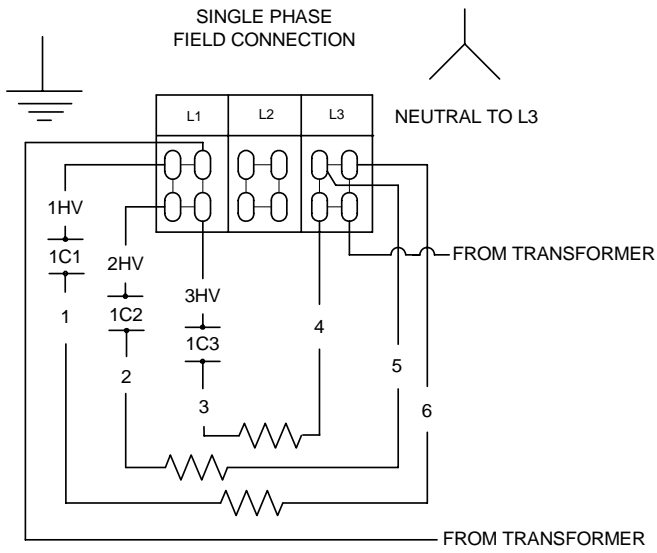 SINGLE PHASE
FIELD CONNECTION
L1 L2 L3
NEUTRAL TO L3
1HV
1C1
2HV
1C2
3HV
1C3
FROM TRANSFORMER
1
2
3
4
5
6
FROM TRANSFORMER